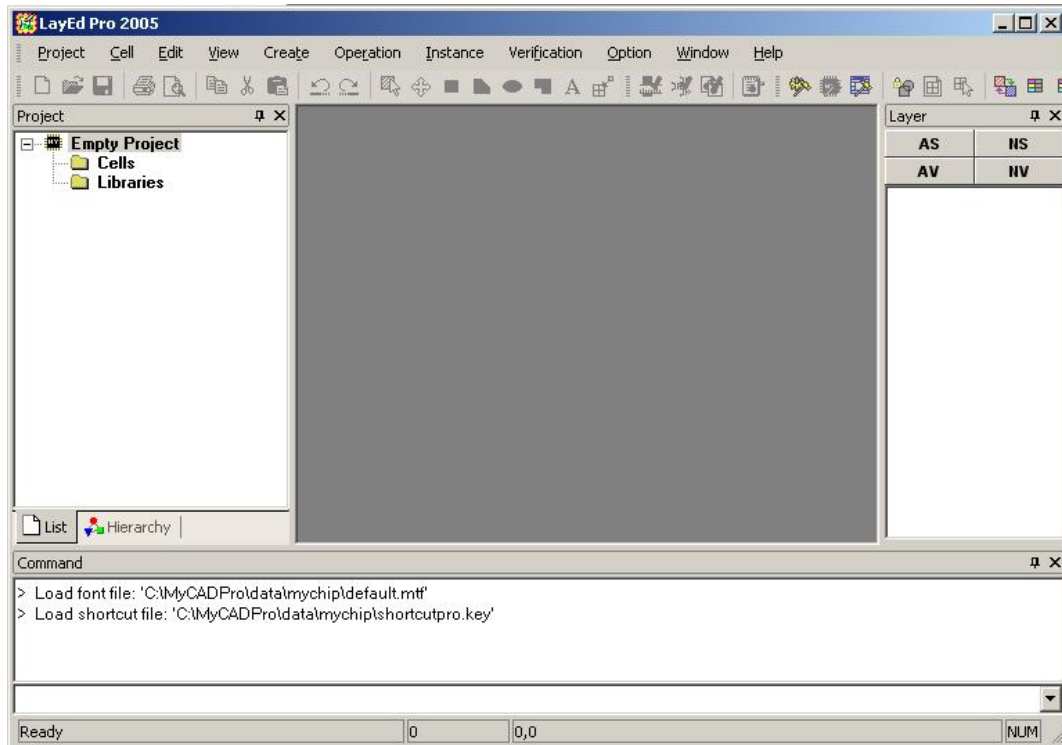 LayEd Pro 2005
Project Cell Edit View Create Operation Instance Verification Option Window Help
A
Project
Empty Project
Cells
Libraries
List Hierarchy
Layer
AS NS
AV NV
Command
> Load font file: 'C:\MyCADPro\data\mychip\default.mtf'
> Load shortcut file: 'C:\MyCADPro\data\mychip\shortcutpro.key'
Ready 0 0,0 NUM